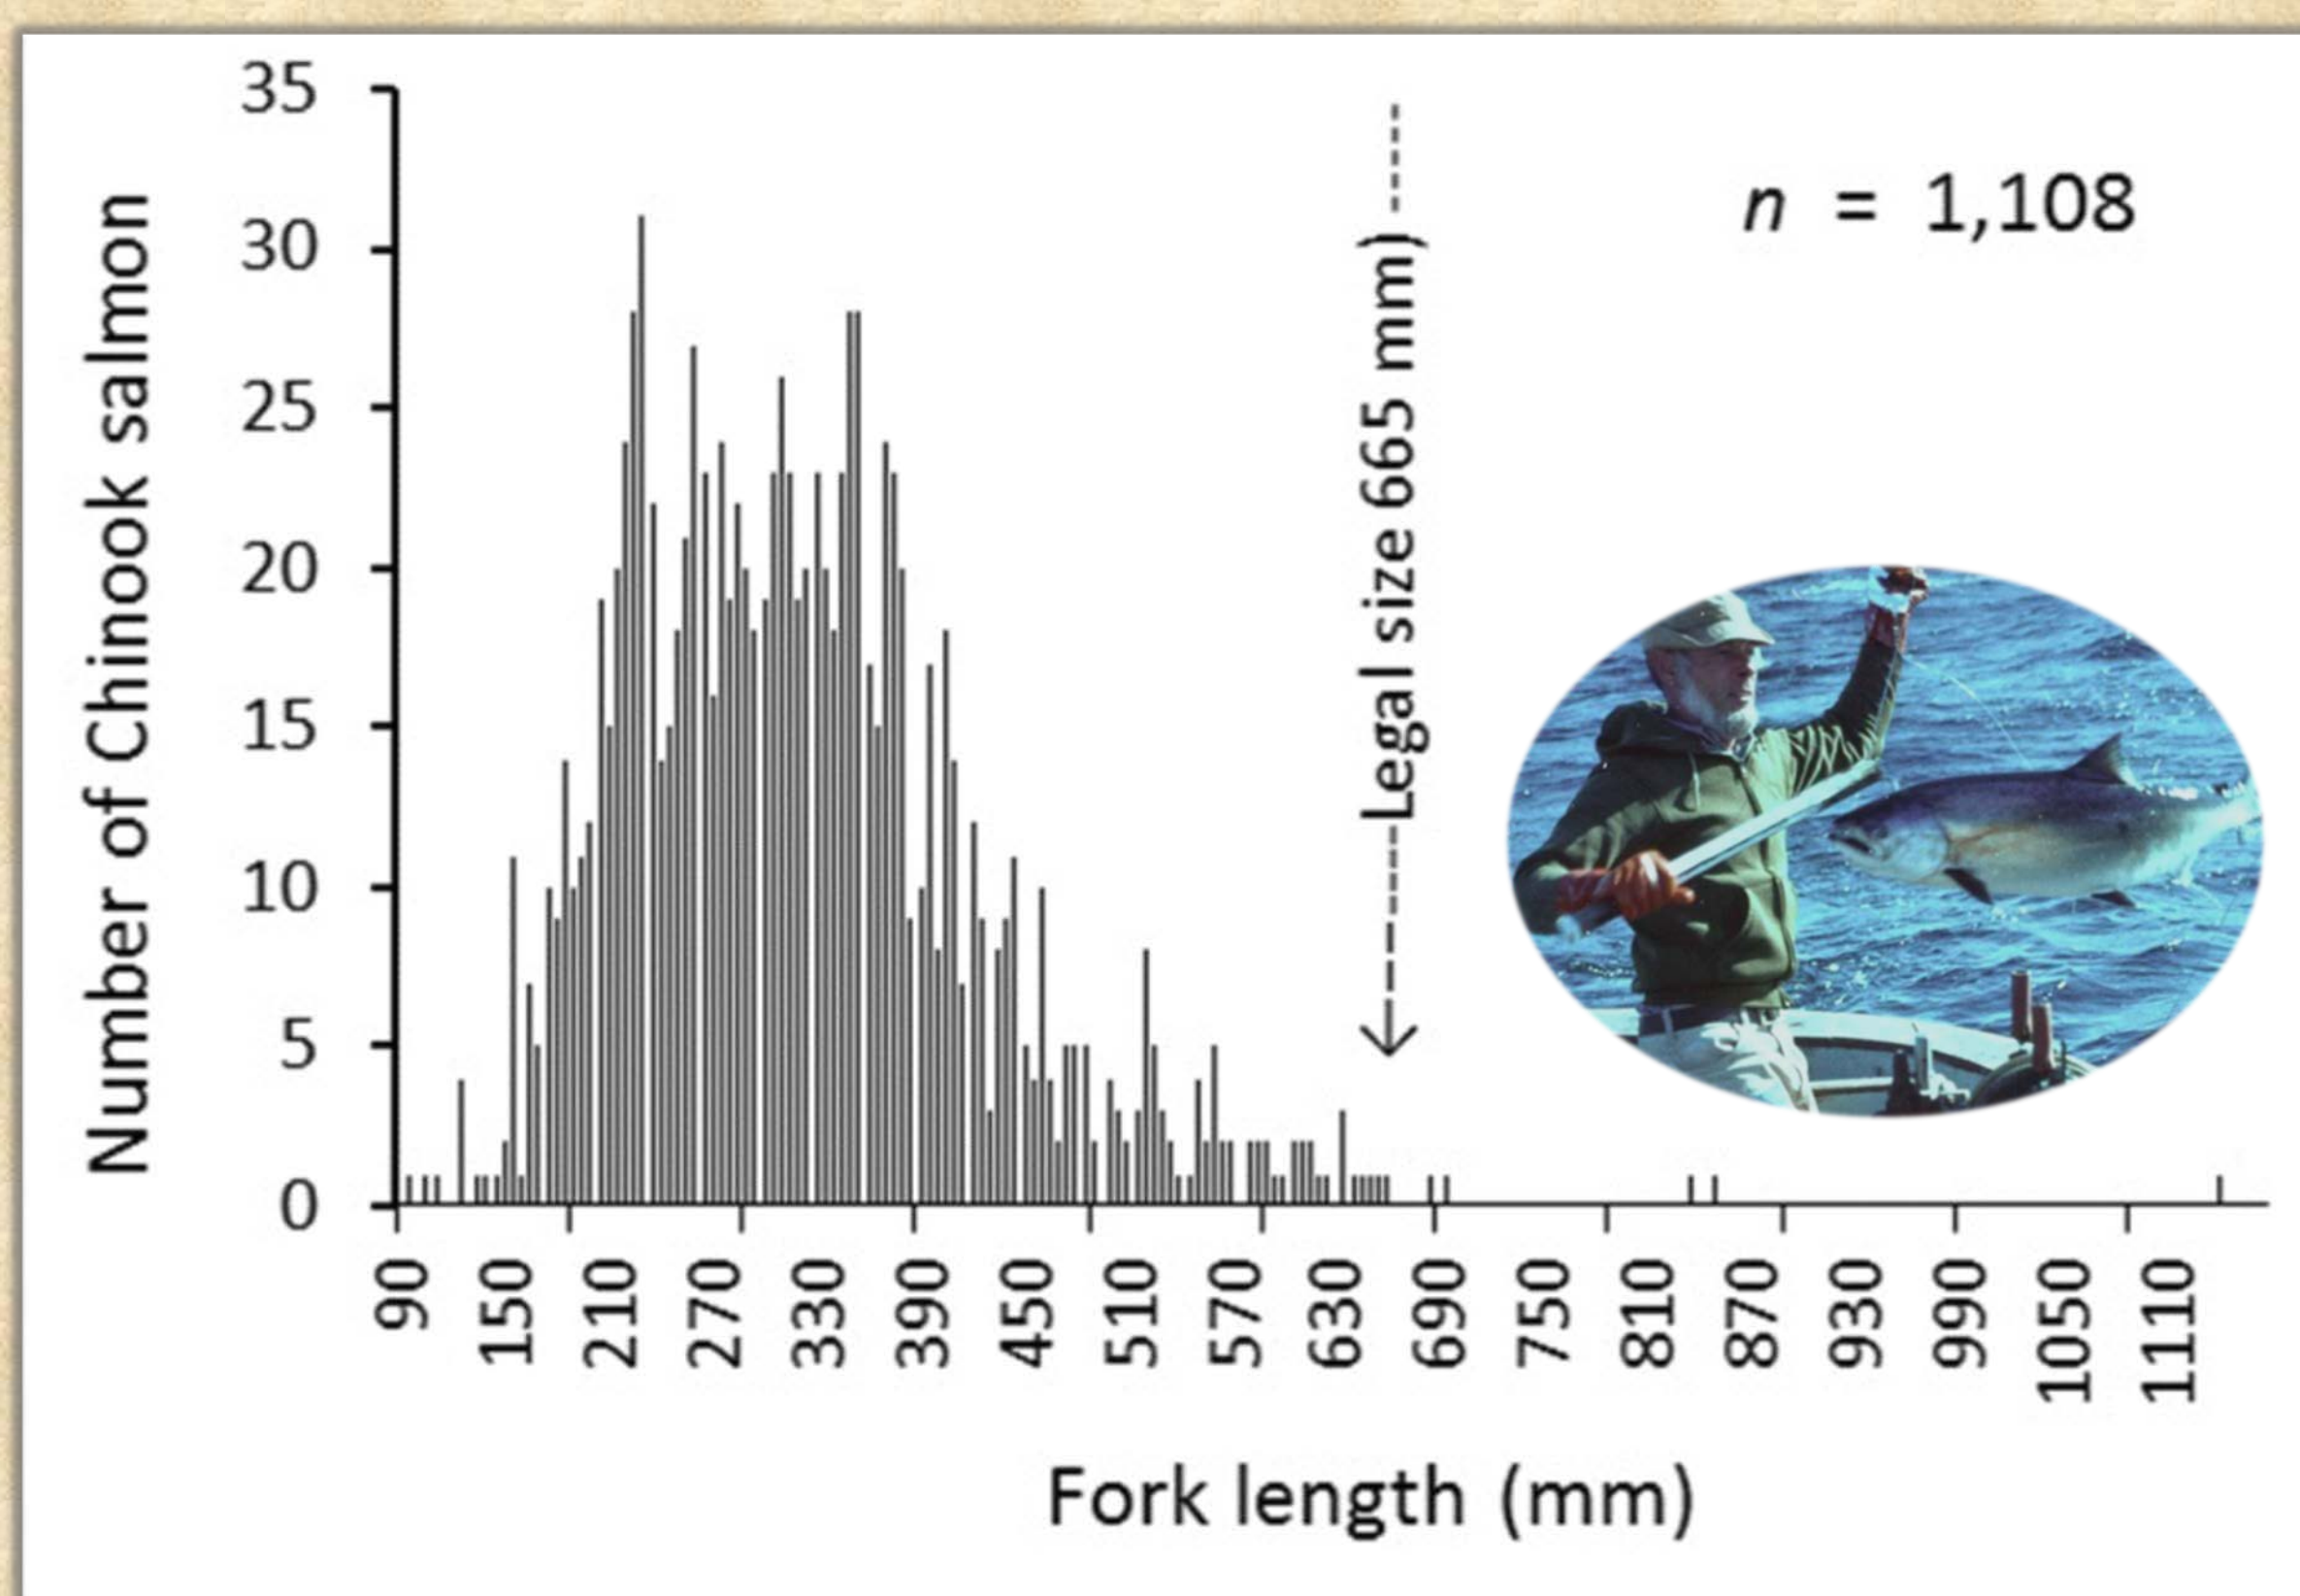 35
30
25
20
15
10
5
0
Number of Chinook salmon
<-------Legal size 665 mm) -----
n = 1,108
90 150 210 270 330 390 450 510 570 630 690 750 810 870 930 990 1050 1110
Fork length (mm)